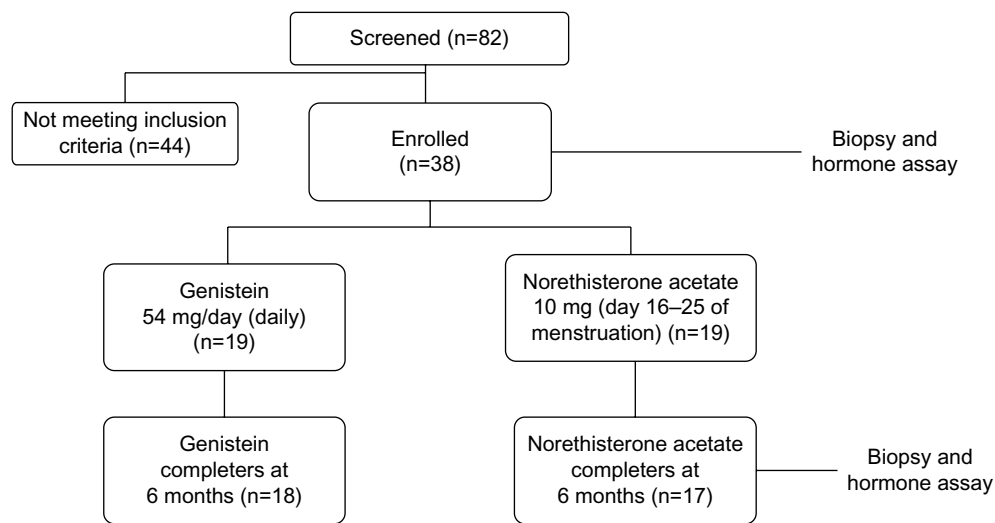 Screened (n=82)
Not meeting inclusion
criteria (n=44)
Enrolled
(n=38)
Biopsy and
hormone assay
Genistein
54 mg/day (daily)
(n=19)
Norethisterone acetate
10 mg (day 16–25 of
menstruation) (n=19)
Genistein
completers at
6 months (n=18)
Norethisterone acetate
completers at
6 months (n=17)
Biopsy and
hormone assay